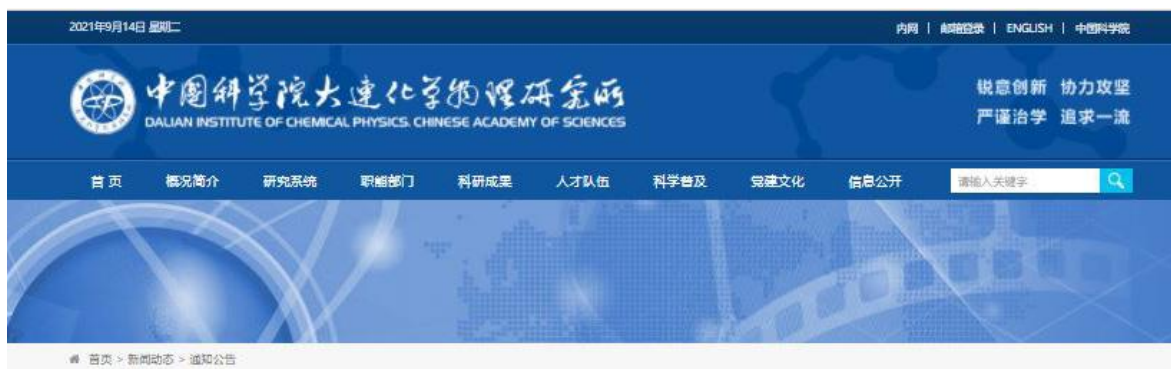 2021年9月14日 星期二
内网 | 邮箱登录 | ENGLISH | 中国科学院
中国科学院大连化学物理研究所
DALIAN INSTITUTE OF CHEMICAL PHYSICS. CHINESE ACADEMY OF SCIENCES
锐意创新 协力攻坚
严谨治学 追求一流
首页 概况简介 研究系统 职能部门 科研成果 人才队伍 科学普及 党建文化 信息公开 请输入关键字
首页 > 新闻动态 > 通知公告